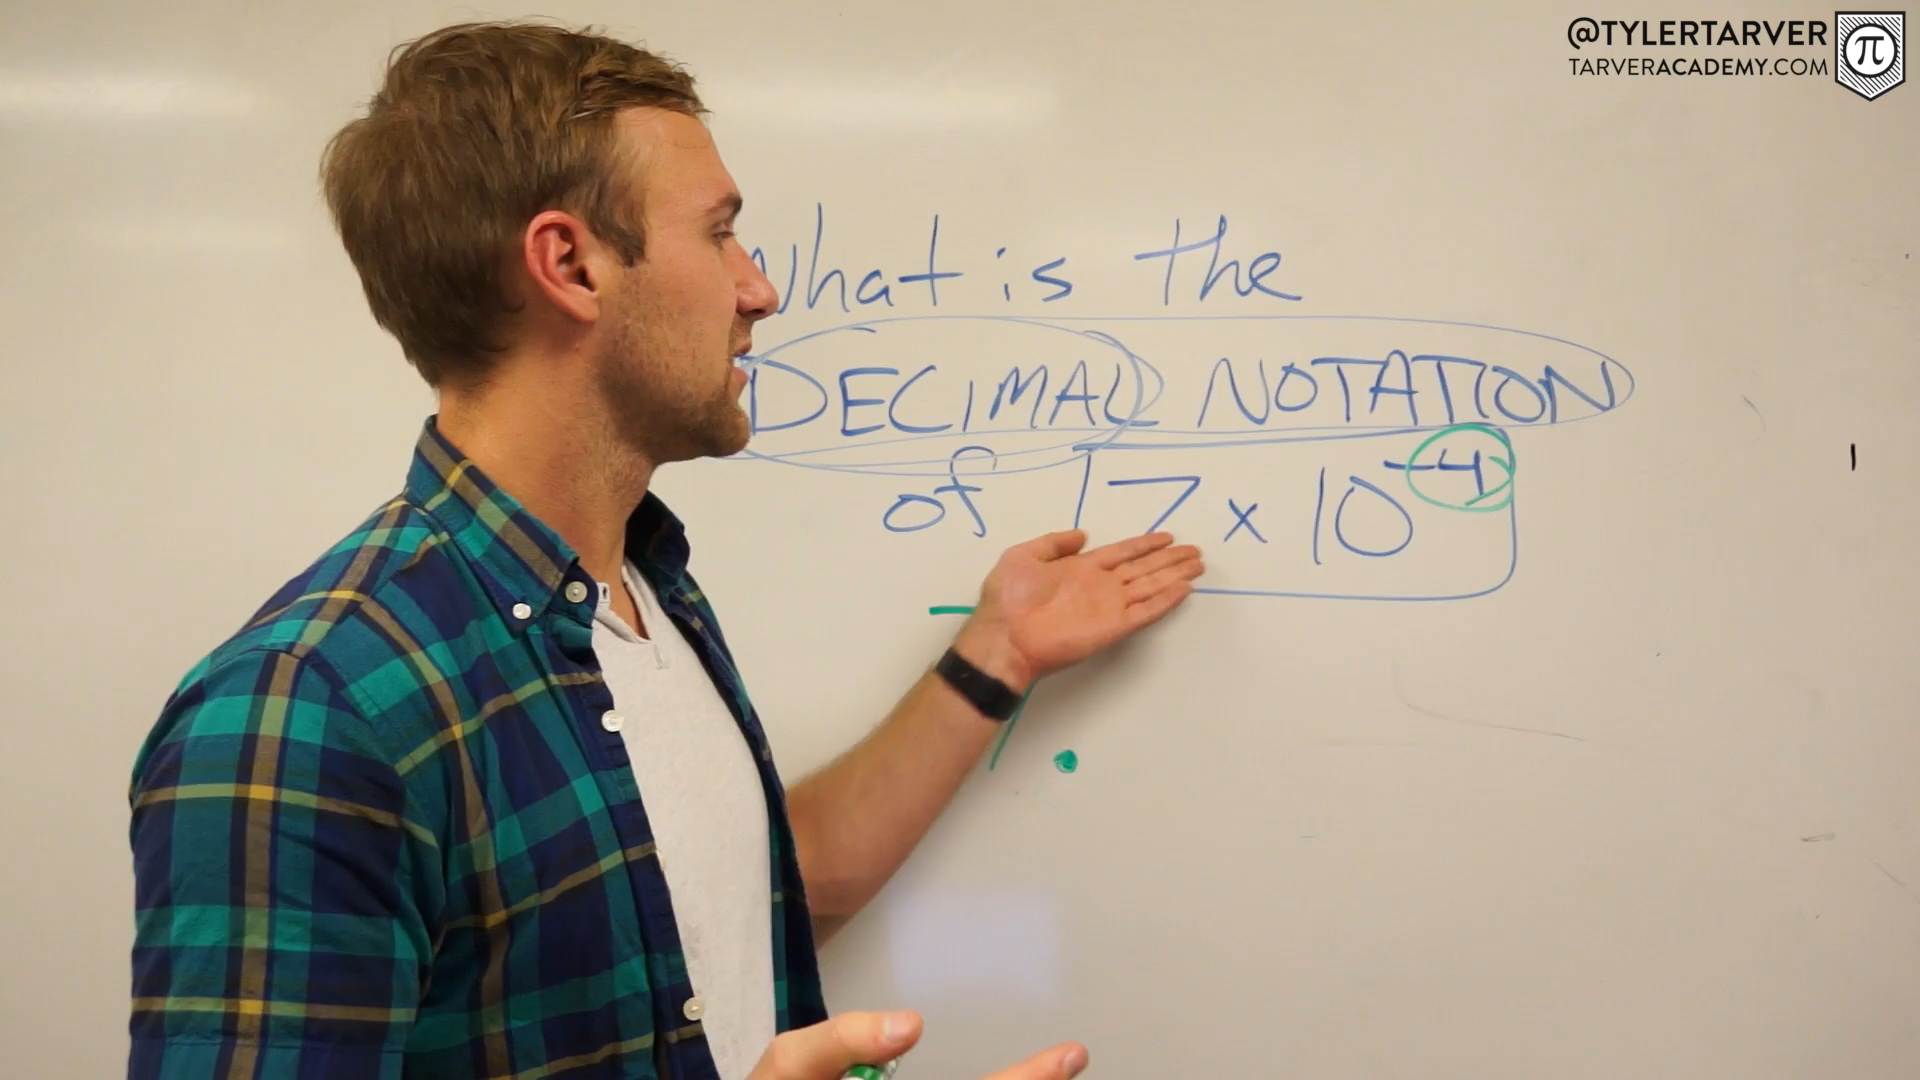 @TYLERTARVER
TARVERACADEMY.COM
π
What is the
DECIMAL NOTATION
of 17 x 10⁻⁴